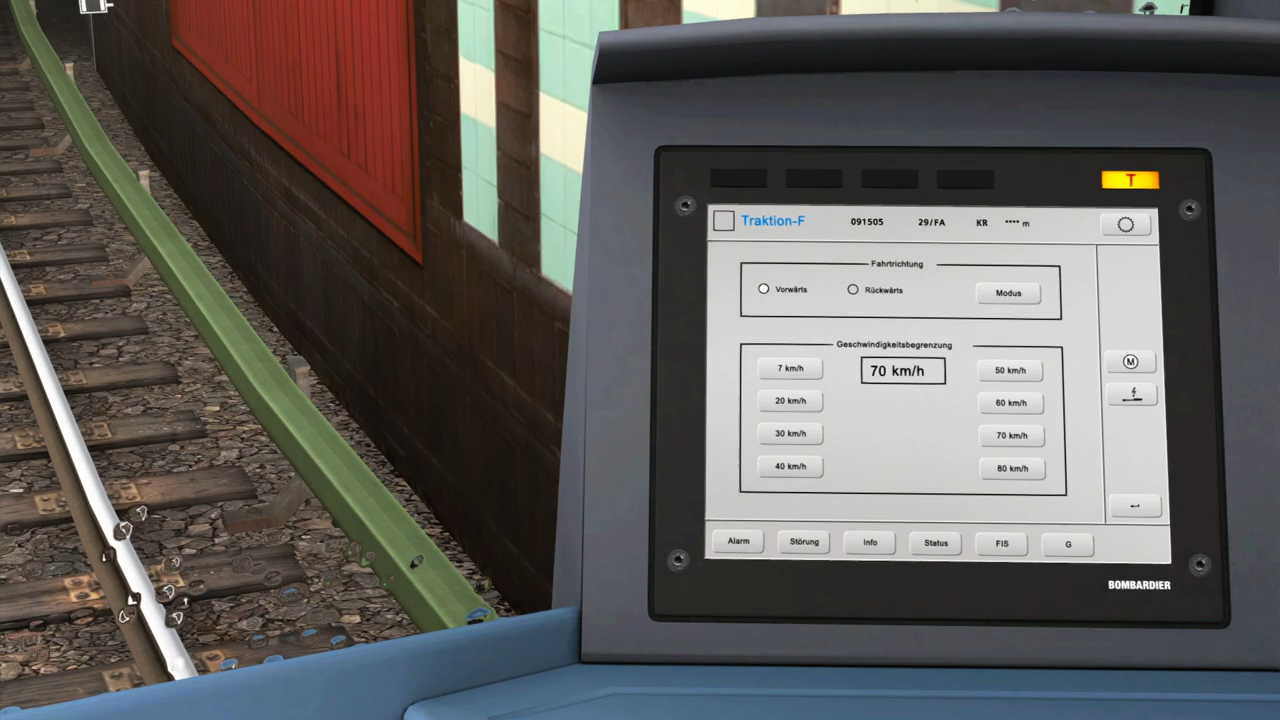 T
Traktion-F 091505 29/FA KR **** m
Fahrtrichtung
Vorwärts Rückwärts Modus
Geschwindigkeitsbegrenzung
7 km/h 70 km/h 50 km/h
M
20 km/h 60 km/h
30 km/h 70 km/h
40 km/h 80 km/h
Alarm Störung Info Status FIS G
BOMBARDIER